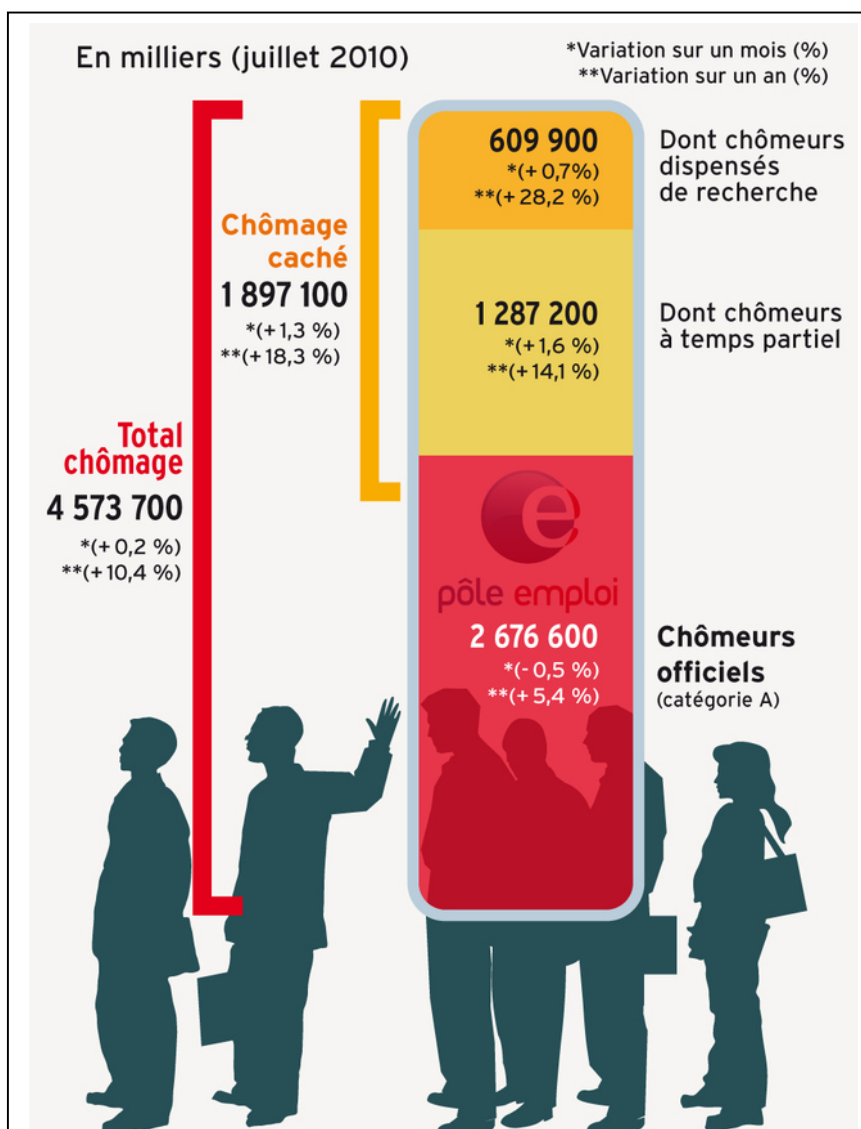 En milliers (juillet 2010)
*Variation sur un mois (%)
**Variation sur un an (%)
609 900
*(+ 0,7%)
**(+ 28,2 %)
Dont chômeurs
dispensés
de recherche
Chômage
caché
1 897 100
*(+ 1,3 %)
**(+ 18,3 %)
1 287 200
*(+ 1,6 %)
**(+ 14,1 %)
Dont chômeurs
à temps partiel
Total
chômage
4 573 700
*(+ 0,2 %)
**(+ 10,4 %)
e
pôle emploi
2 676 600
*(- 0,5 %)
**(+ 5,4 %)
Chômeurs
officiels
(catégorie A)